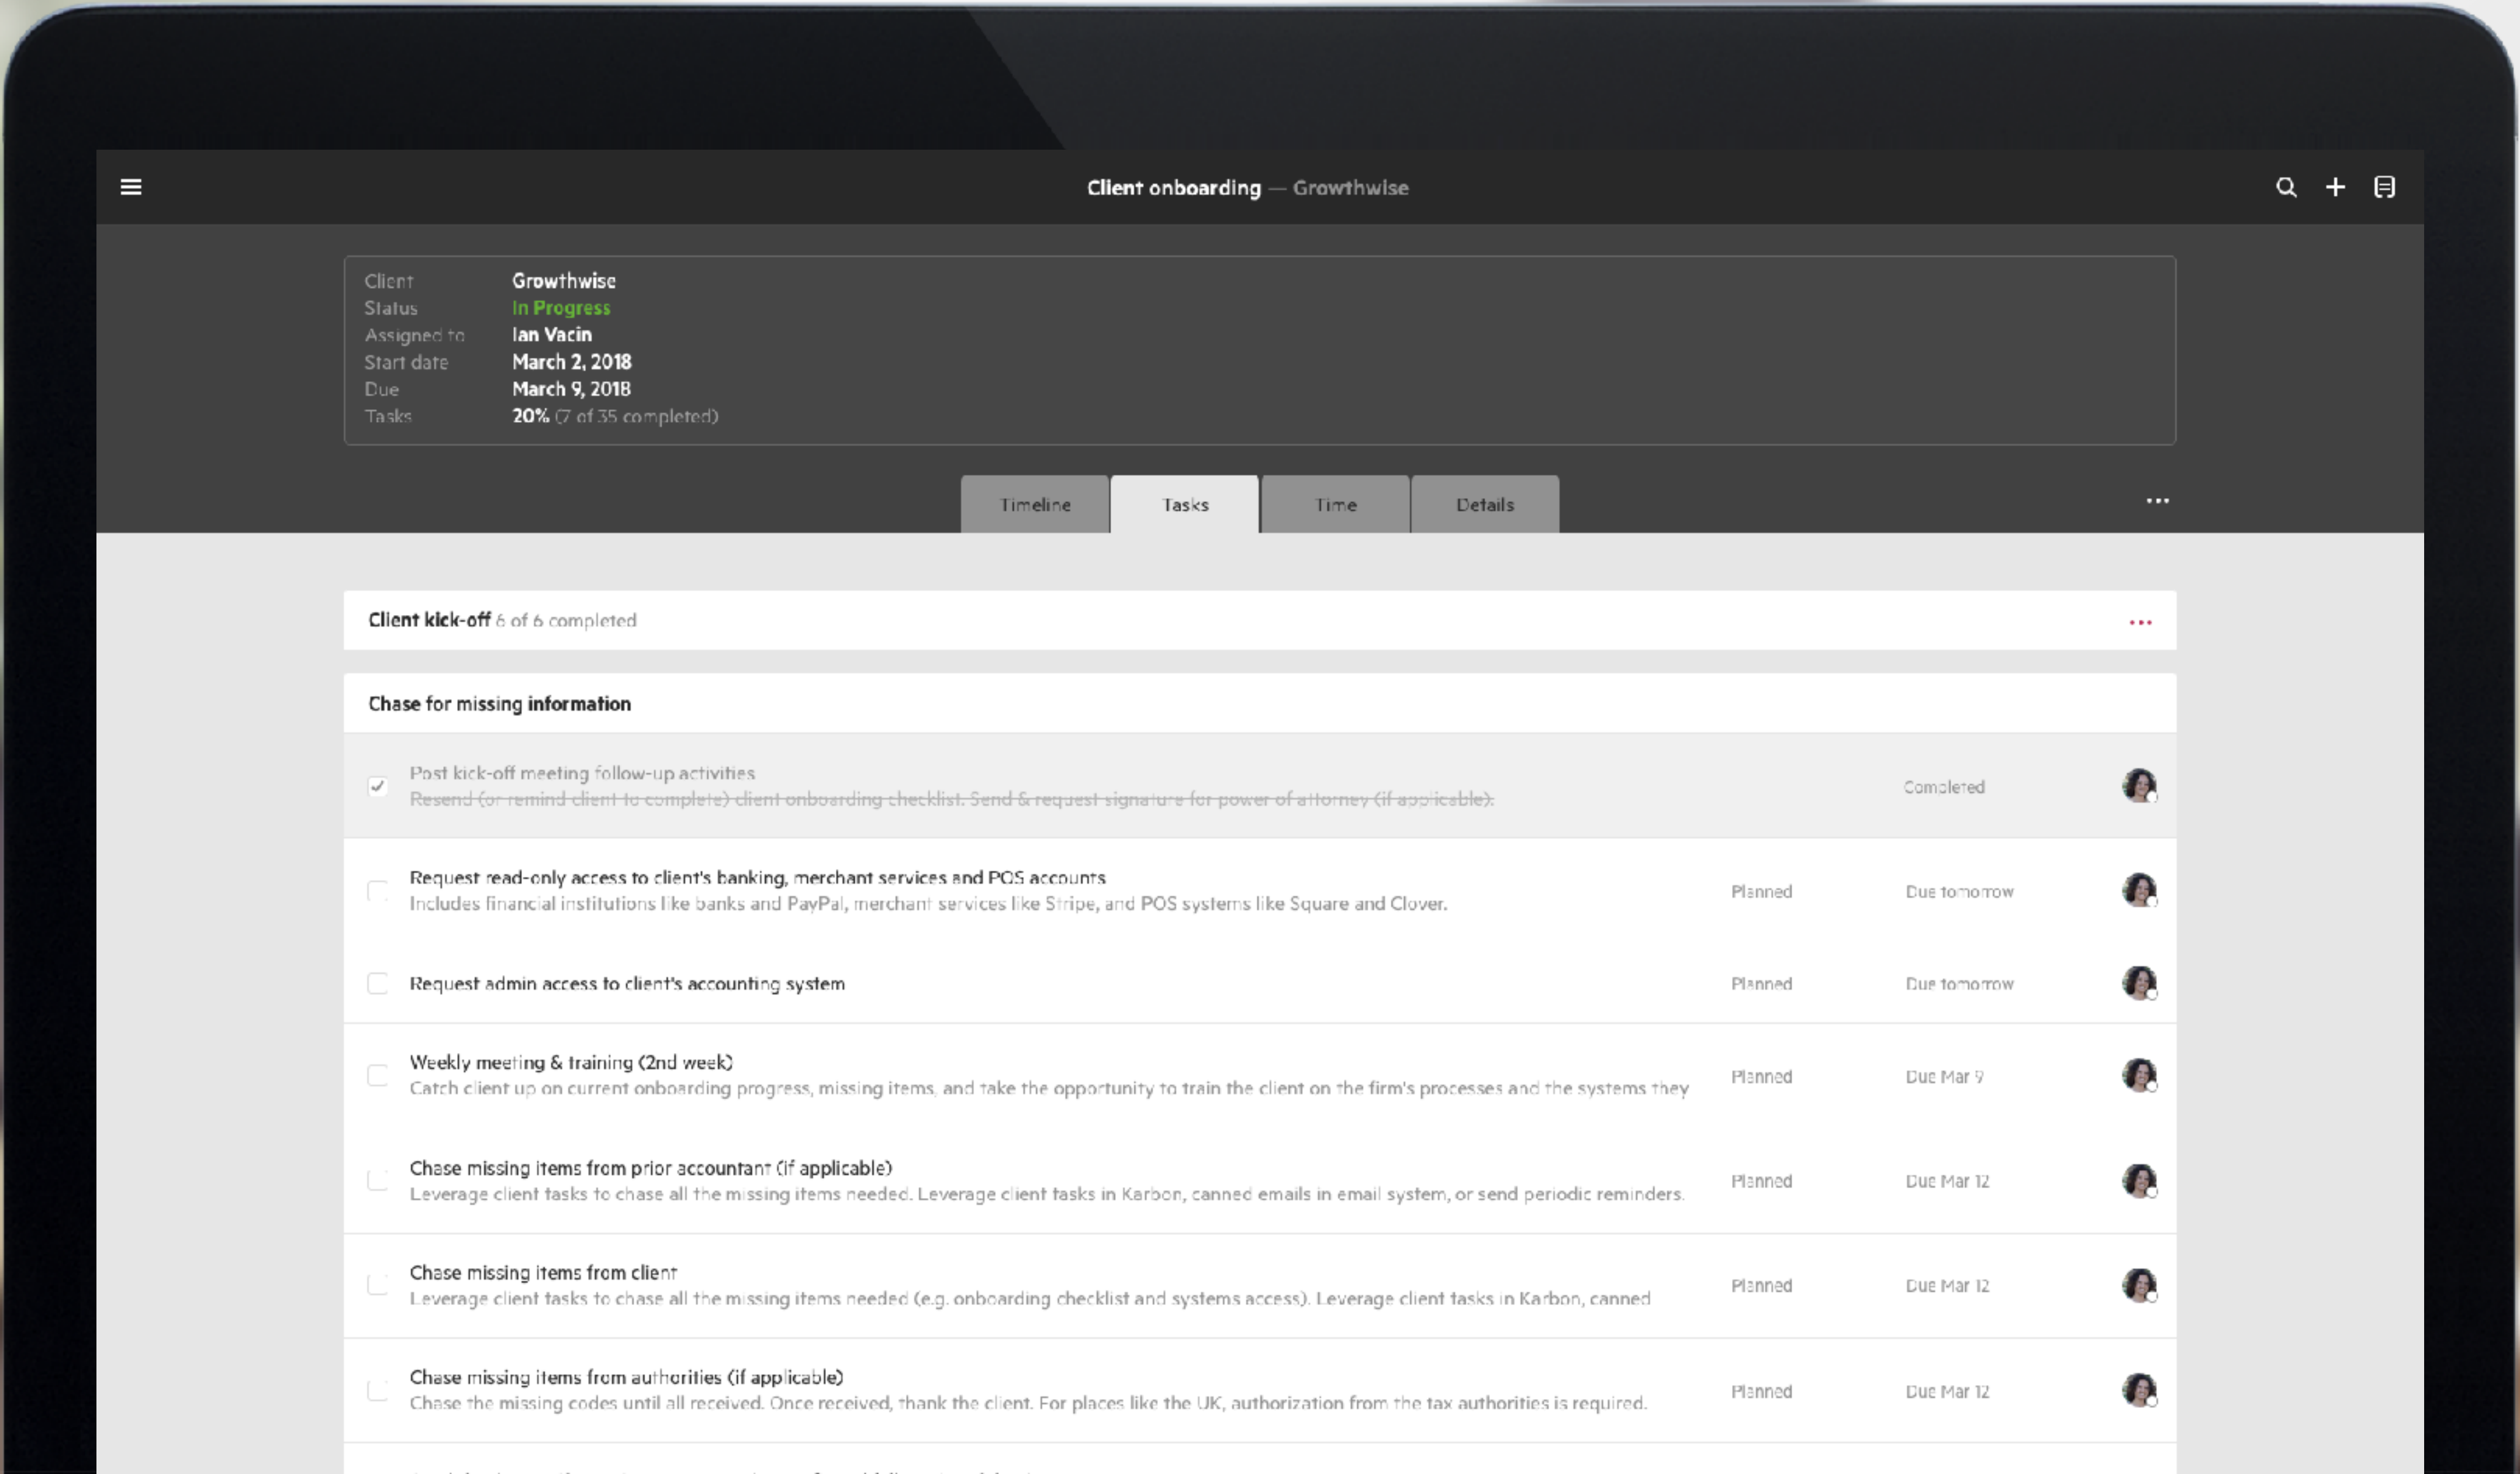 Client onboarding — Growthwise
Client Growthwise
Status In Progress
Assigned to Ian Vacin
Start date March 2, 2018
Due March 9, 2018
Tasks 20% (7 of 35 completed)
Timeline Tasks Time Details
Client kick-off 6 of 6 completed
Chase for missing information
Post kick-off meeting follow-up activities
Resend (or remind client to complete) client onboarding checklist. Send & request signature for power of attorney (if applicable).
Completed
Request read-only access to client's banking, merchant services and POS accounts
Includes financial institutions like banks and PayPal, merchant services like Stripe, and POS systems like Square and Clover.
Planned Due tomorrow
Request admin access to client's accounting system
Planned Due tomorrow
Weekly meeting & training (2nd week)
Catch client up on current onboarding progress, missing items, and take the opportunity to train the client on the firm's processes and the systems they
Planned Due Mar 9
Chase missing items from prior accountant (if applicable)
Leverage client tasks to chase all the missing items needed. Leverage client tasks in Karbon, canned emails in email system, or send periodic reminders.
Planned Due Mar 12
Chase missing items from client
Leverage client tasks to chase all the missing items needed (e.g. onboarding checklist and systems access). Leverage client tasks in Karbon, canned
Planned Due Mar 12
Chase missing items from authorities (if applicable)
Chase the missing codes until all received. Once received, thank the client. For places like the UK, authorization from the tax authorities is required.
Planned Due Mar 12